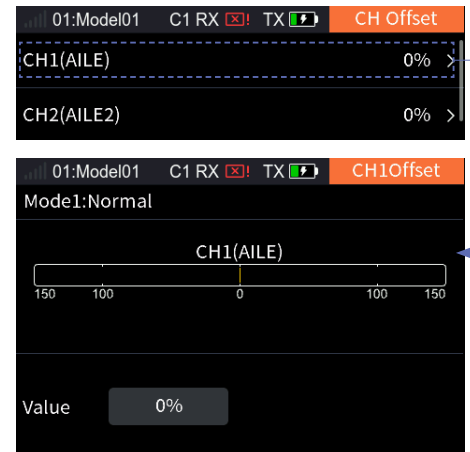 01:Model01 C1 RX ! TX CH Offset
CH1(AILE) 0% >
CH2(AILE2) 0% >
01:Model01 C1 RX ! TX CH1Offset
Mode1:Normal
CH1(AILE)
150 100 0 100 150
Value 0%